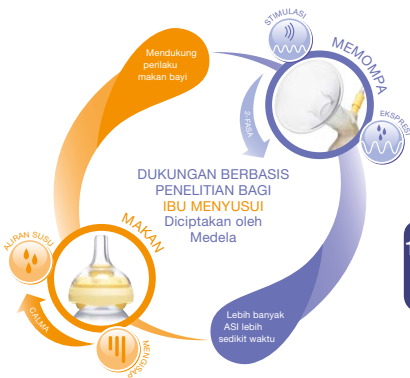 STIMULASI
MEMOMPA
EKSPRESI
2-FASA
Mendukung
perilaku
makan bayi
DUKUNGAN BERBASIS
PENELITIAN BAGI
IBU MENYUSUI
Diciptakan oleh
Medela
MAKAN
ALIRAN SUSU
CALMA
MENGISAP
Lebih banyak
ASI lebih
sedikit waktu